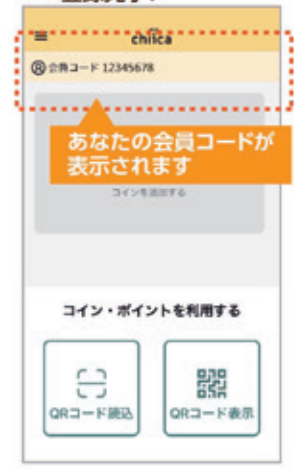 chiica
会員コード 12345678
あなたの会員コードが
表示されます
コインを追加する
コイン・ポイントを利用する
QRコード読込
QRコード表示